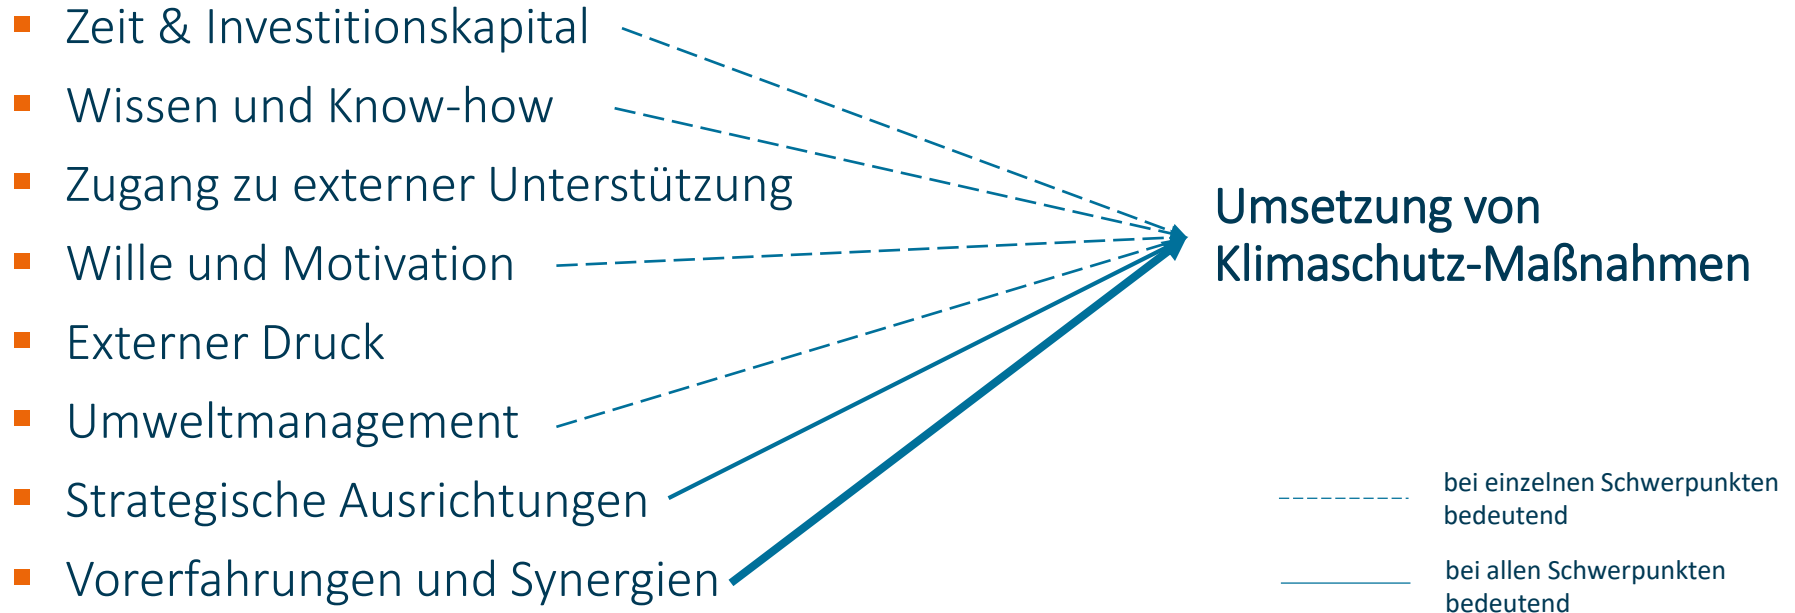 Zeit & Investitionskapital
Wissen und Know-how
Zugang zu externer Unterstützung
Wille und Motivation
Externer Druck
Umweltmanagement
Strategische Ausrichtungen
Vorerfahrungen und Synergien
Umsetzung von
Klimaschutz-Maßnahmen
bei einzelnen Schwerpunkten
bedeutend
bei allen Schwerpunkten
bedeutend